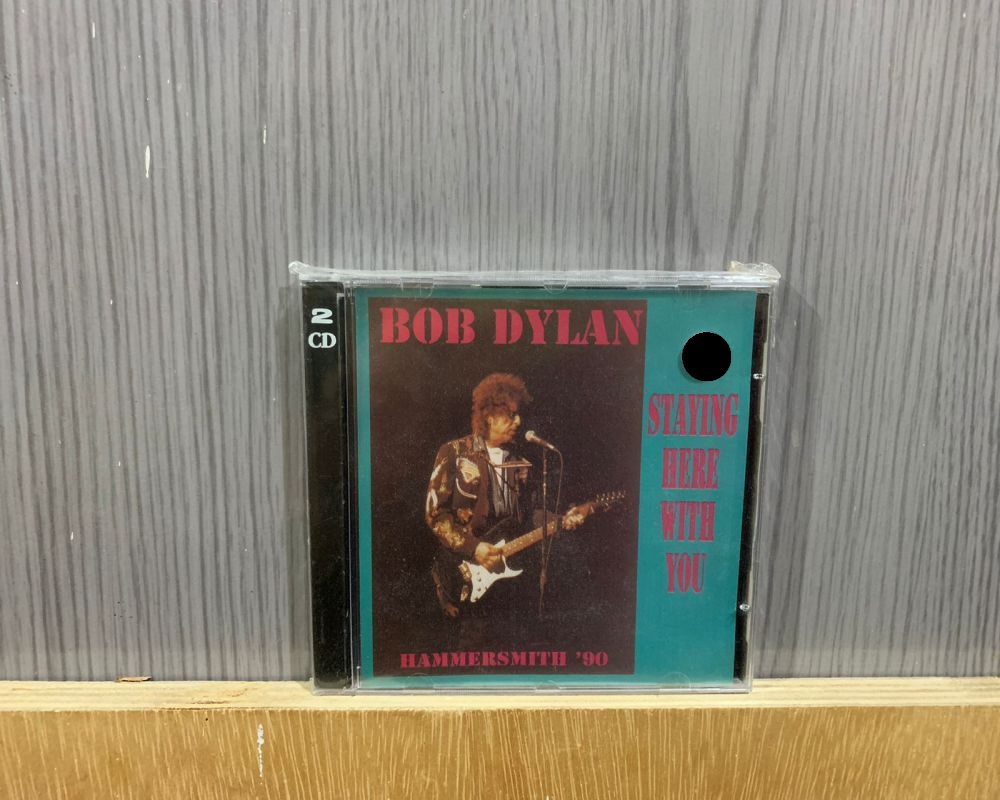 2
CD
BOB DYLAN
STAYING
HERE
WITH
YOU
HAMMERSMITH '90